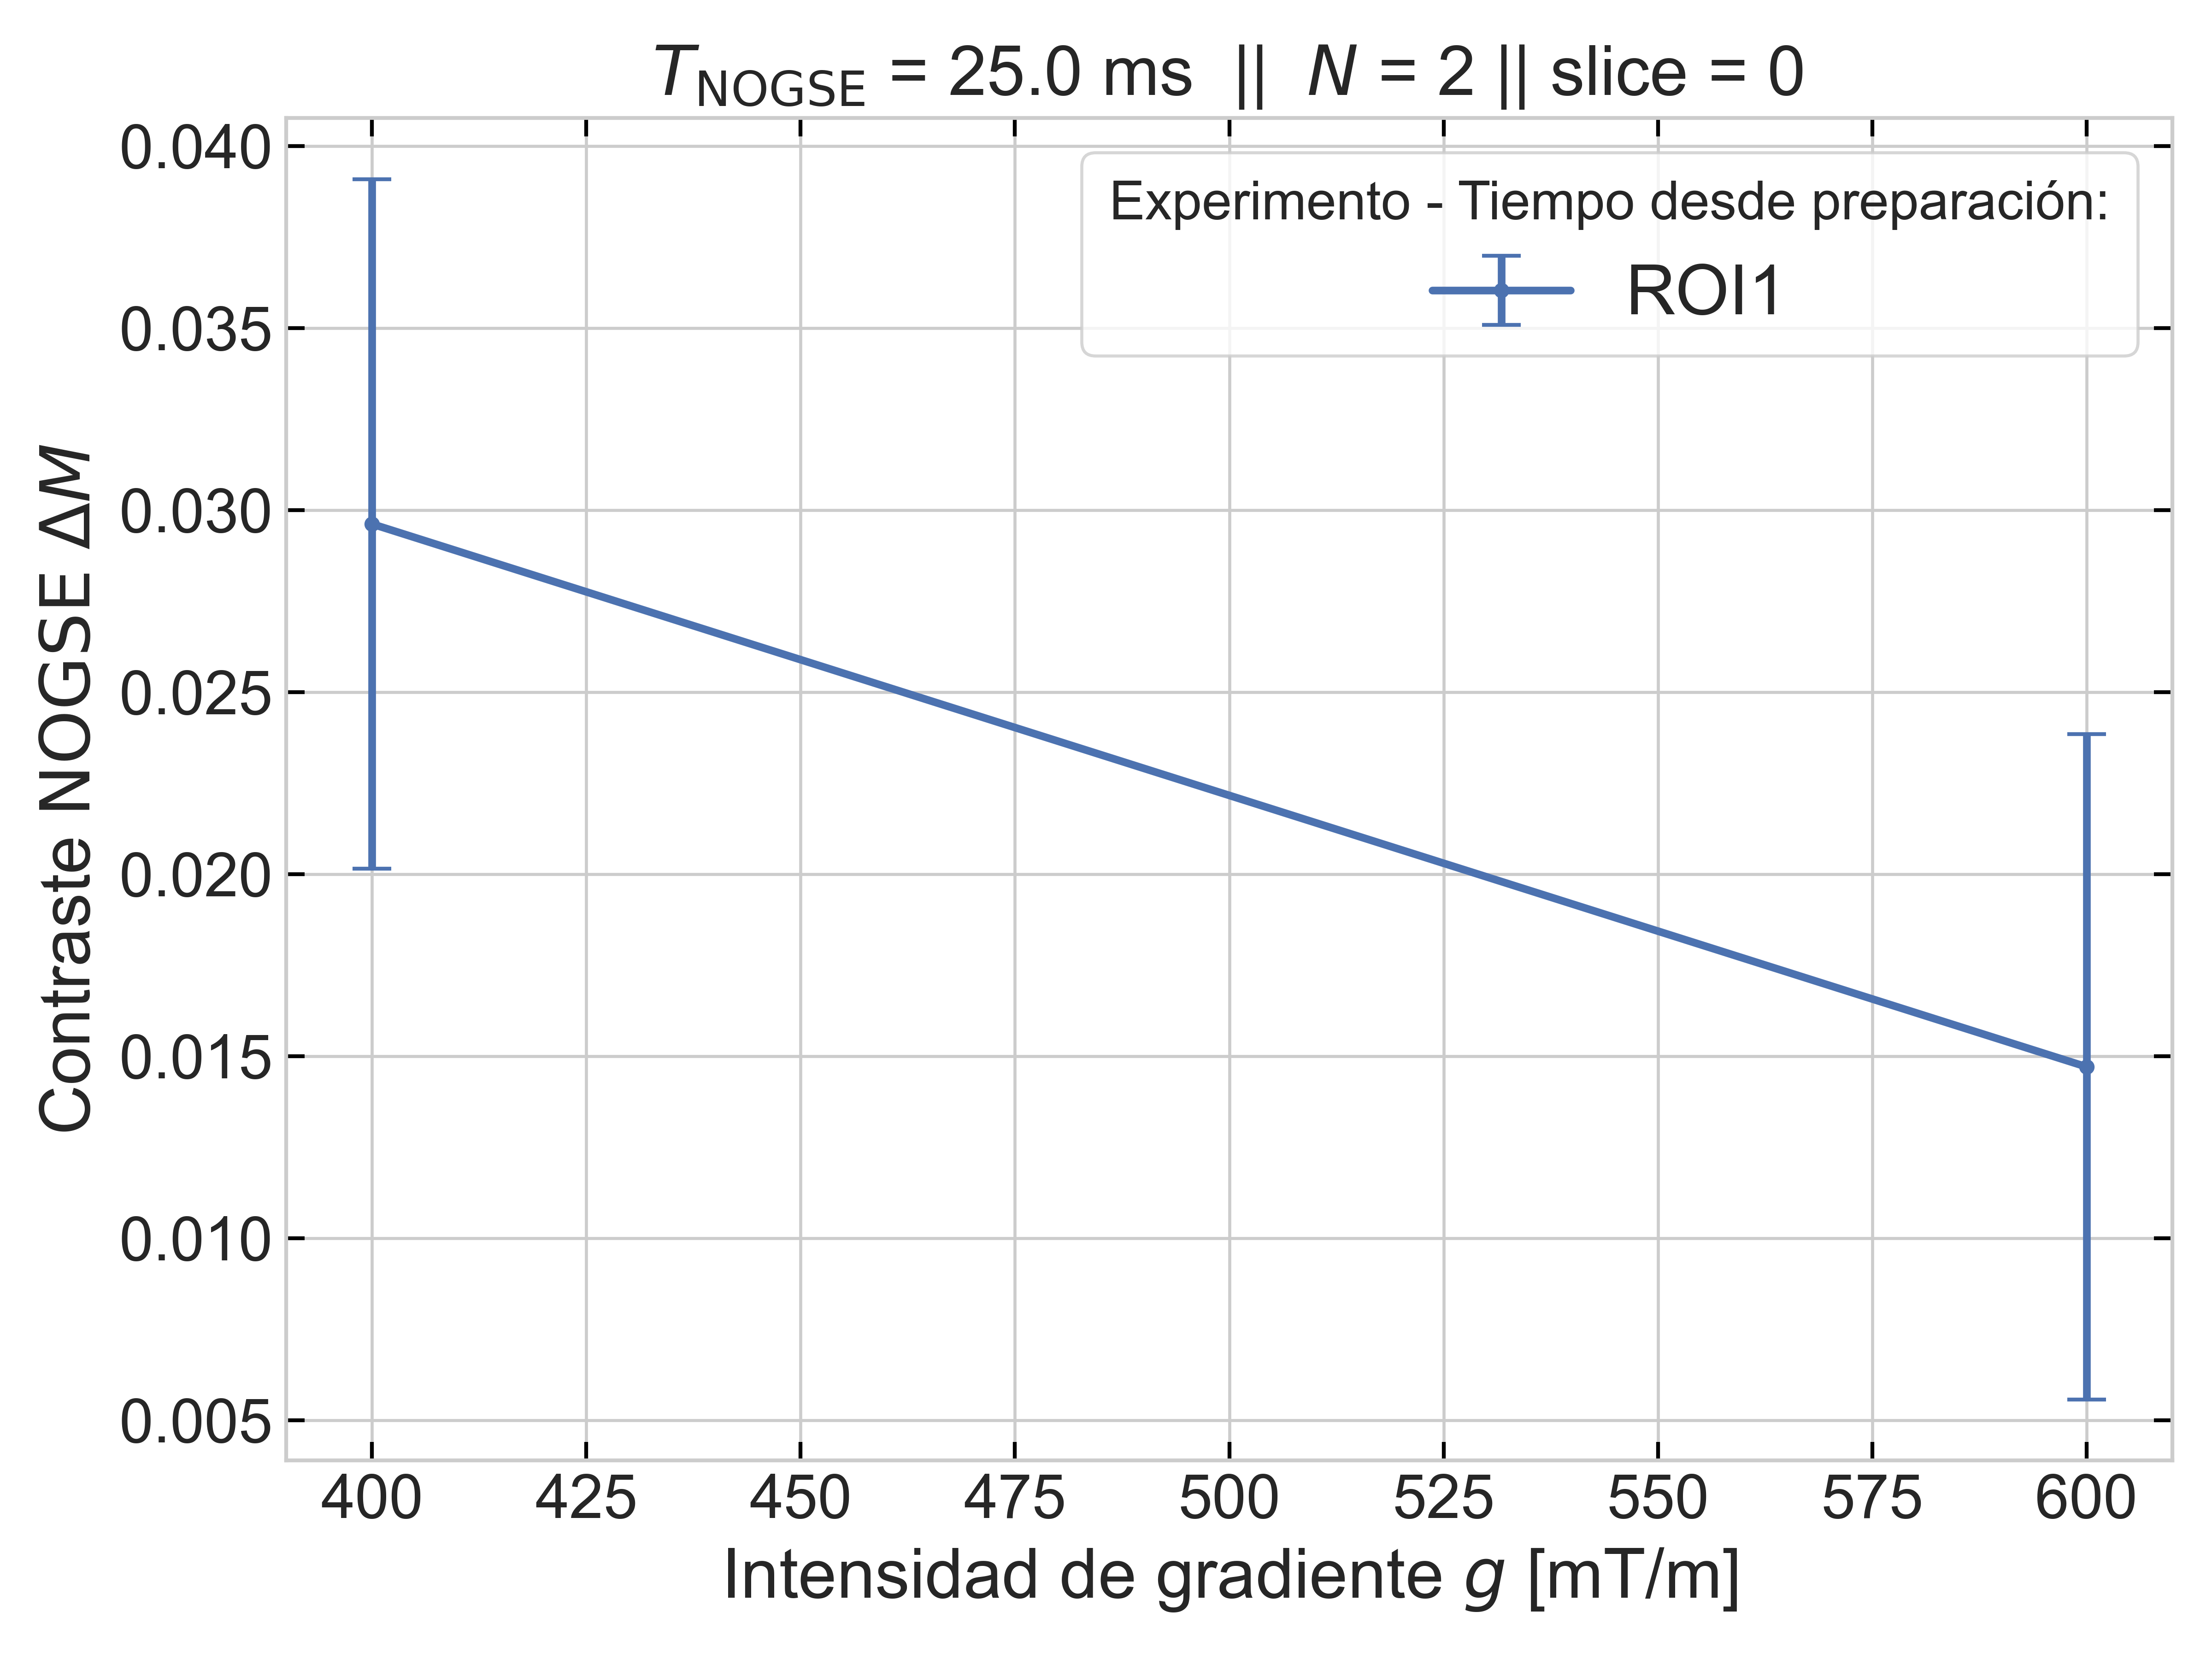 T_NOGSE = 25.0 ms || N = 2 || slice = 0
0.040
0.035
0.030
0.025
0.020
0.015
0.010
0.005
Contraste NOGSE ΔM
Experimento - Tiempo desde preparación:
ROI1
400 425 450 475 500 525 550 575 600
Intensidad de gradiente g [mT/m]